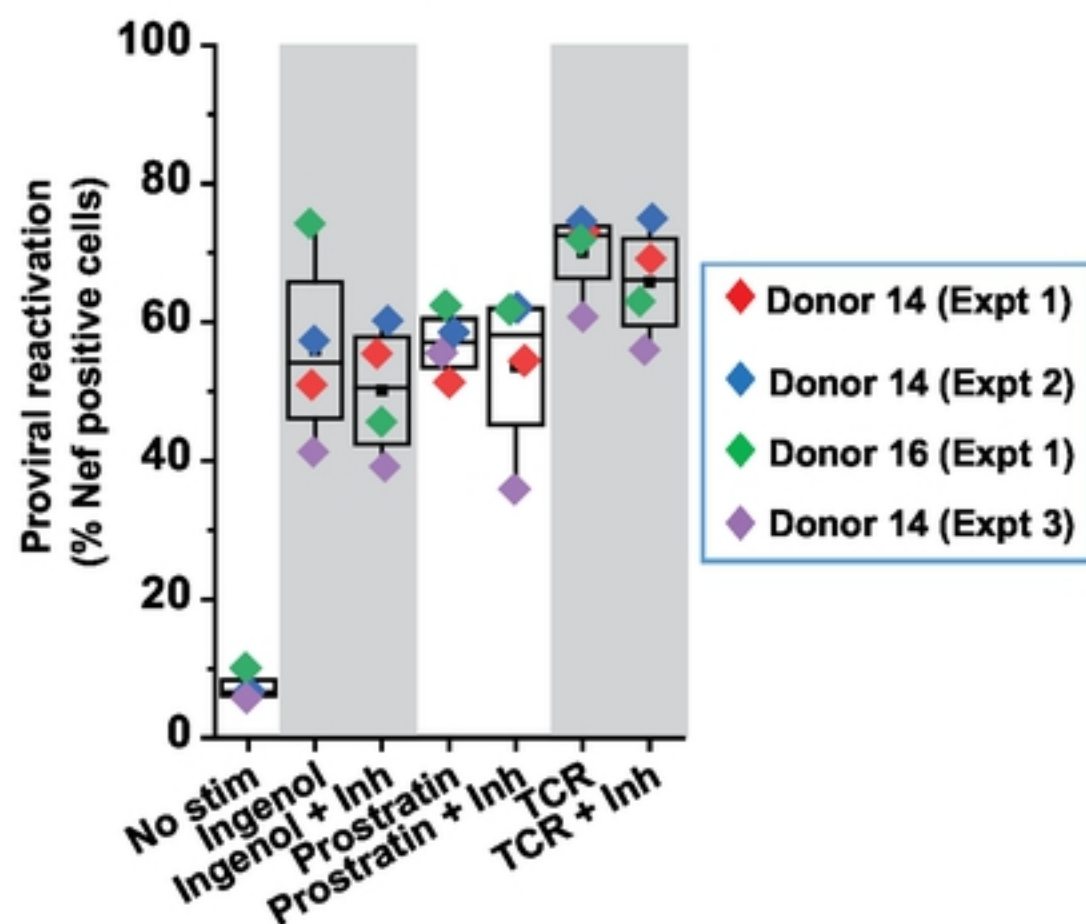 Proviral reactivation
(% Nef positive cells)
100
80
60
40
20
0
No stim
Ingenol
Ingenol + Inh
Prostratin
Prostratin + Inh
TCR
TCR + Inh
Donor 14 (Expt 1)
Donor 14 (Expt 2)
Donor 16 (Expt 1)
Donor 14 (Expt 3)